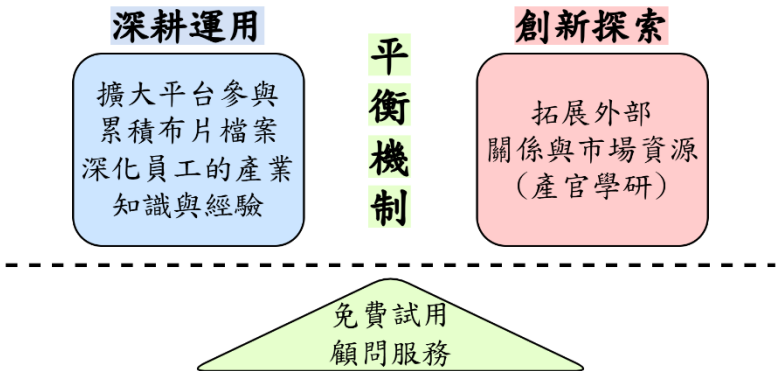 深耕運用
擴大平台參與
累積布片檔案
深化員工的產業
知識與經驗
平
衡
機
制
創新探索
拓展外部
關係與市場資源
（產官學研）
免費試用
顧問服務